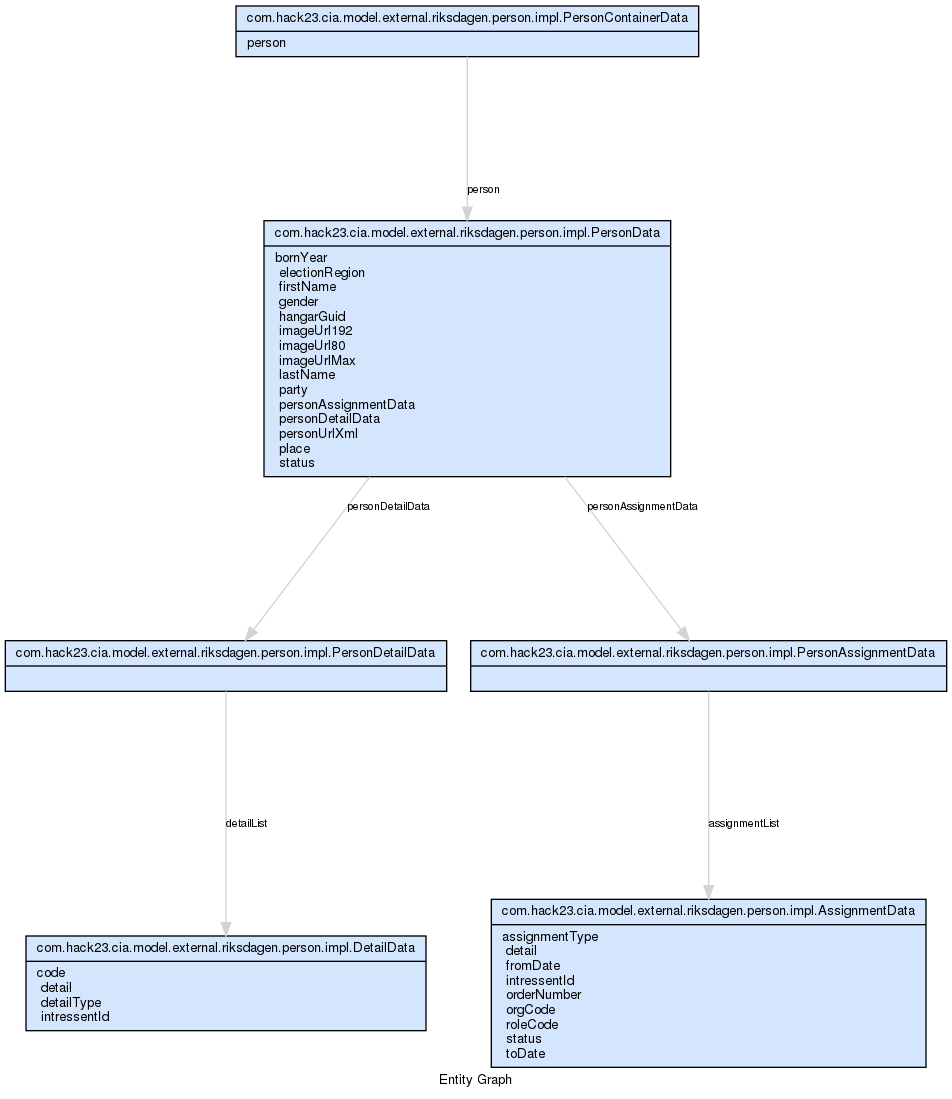 com.hack23.cia.model.external.riksdagen.person.impl.PersonContainerData
person
person
com.hack23.cia.model.external.riksdagen.person.impl.PersonData
bornYear
electionRegion
firstName
gender
hangarGuid
imageUrl192
imageUrl80
imageUrlMax
lastName
party
personAssignmentData
personDetailData
personUrlXml
place
status
personDetailData
personAssignmentData
com.hack23.cia.model.external.riksdagen.person.impl.PersonDetailData
com.hack23.cia.model.external.riksdagen.person.impl.PersonAssignmentData
detailList
assignmentList
com.hack23.cia.model.external.riksdagen.person.impl.DetailData
code
detail
detailType
intressentId
com.hack23.cia.model.external.riksdagen.person.impl.AssignmentData
assignmentType
detail
fromDate
intressentId
orderNumber
orgCode
roleCode
status
toDate
Entity Graph